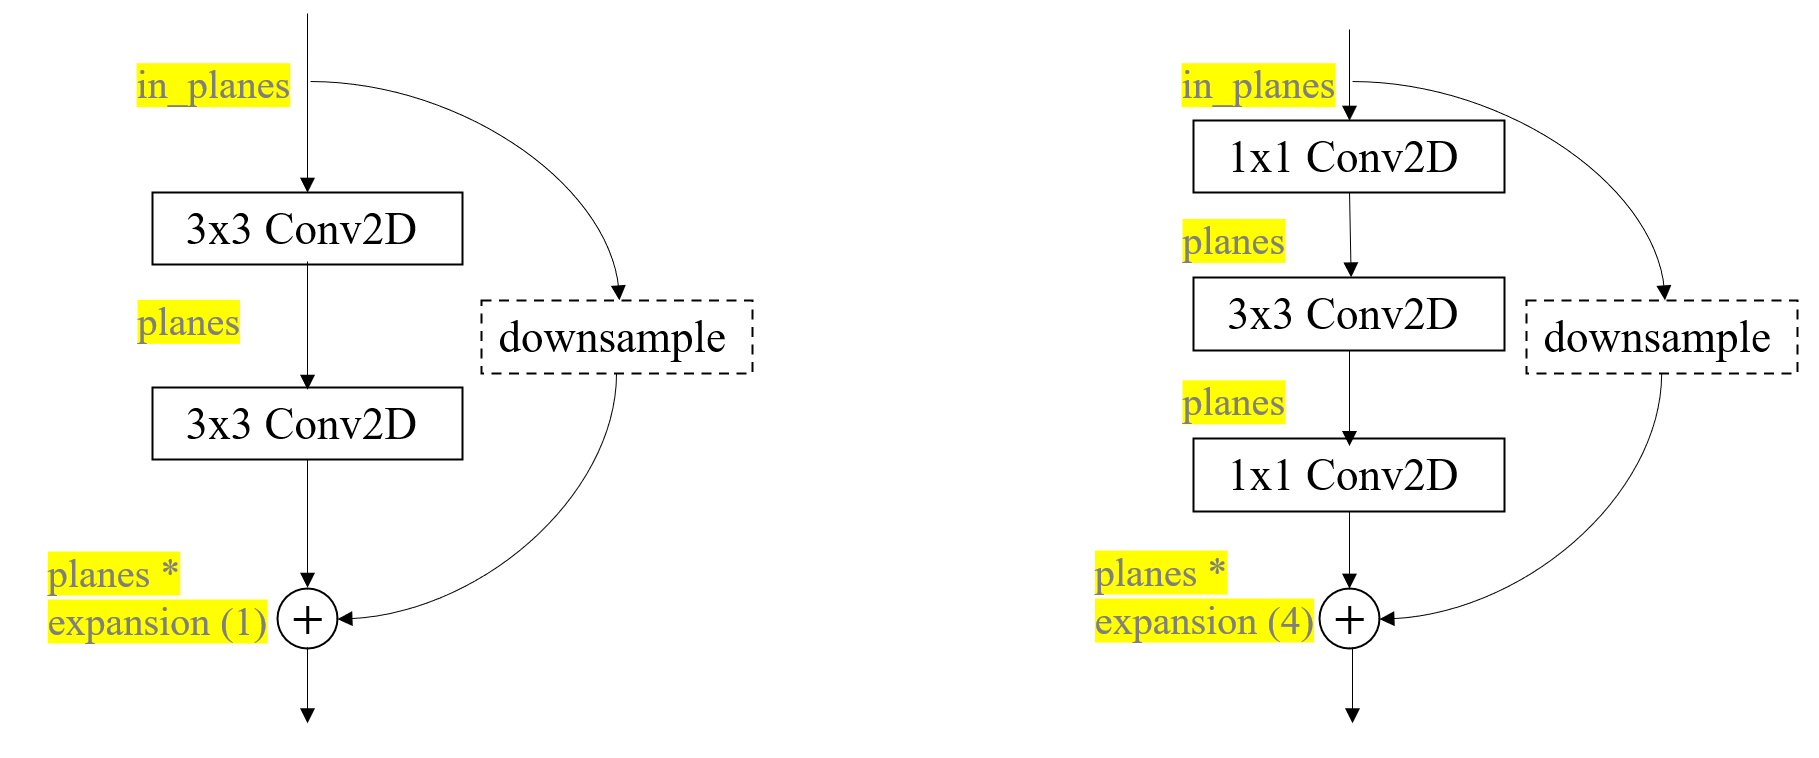 in_planes
3x3 Conv2D
planes
downsample
3x3 Conv2D
planes *
expansion (1)
+
in_planes
1x1 Conv2D
planes
3x3 Conv2D
downsample
planes
1x1 Conv2D
planes *
expansion (4)
+